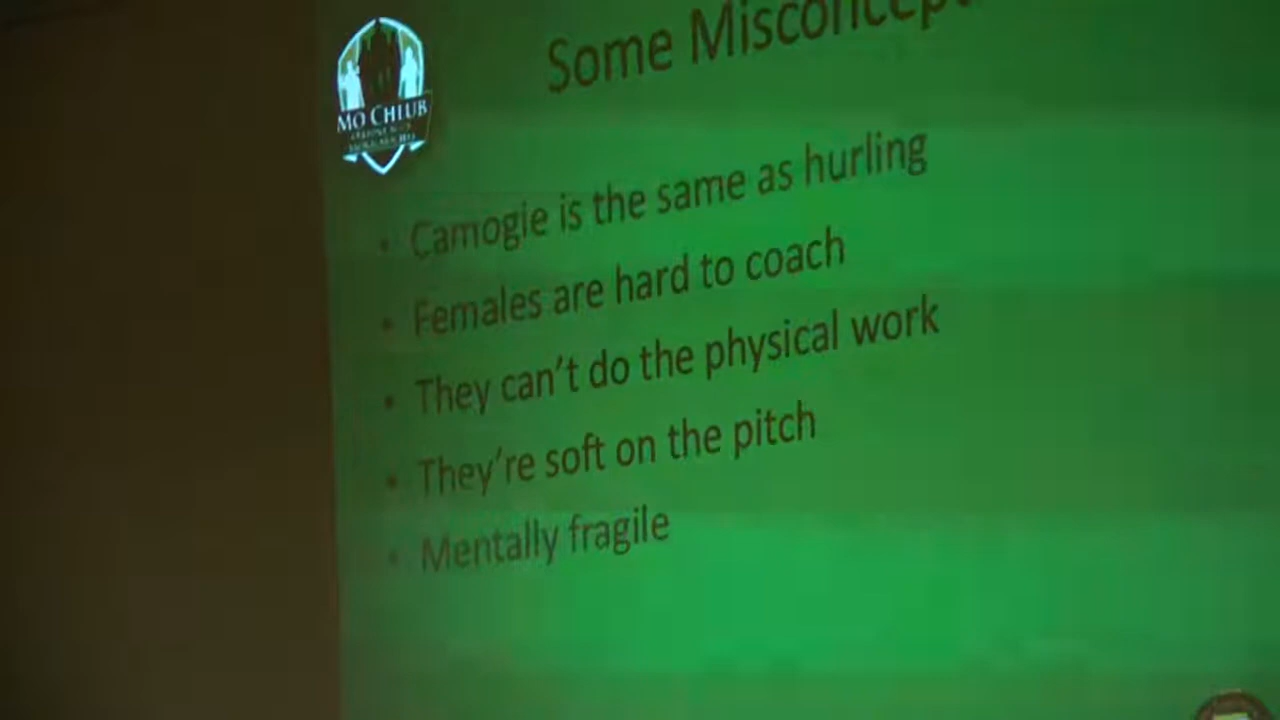 Some Misconcept
MO CHLUB
• Camogie is the same as hurling
• Females are hard to coach
• They can't do the physical work
• They're soft on the pitch
• Mentally fragile